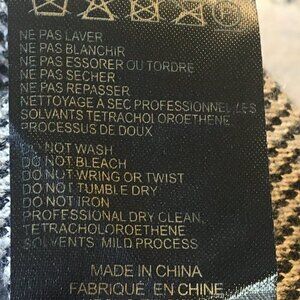 NE PAS LAVER
NE PAS BLANCHIR
NE PAS ESSORER OU TORDRE
NE PAS SECHER
NE PAS REPASSER
NETTOYAGE A SEC PROFESSIONNEL LES
SOLVANTS TETRACHOLOROETHENE
PROCESSUS DE DOUX
DO NOT WASH
DO NOT BLEACH
DO NOT WRING OR TWIST
DO NOT TUMBLE DRY
DO NOT IRON
PROFESSIONAL DRY CLEAN,
TETRACHOLOROETHENE
SOLVENTS MILD PROCESS
MADE IN CHINA
FABRIQUÉ EN CHINE